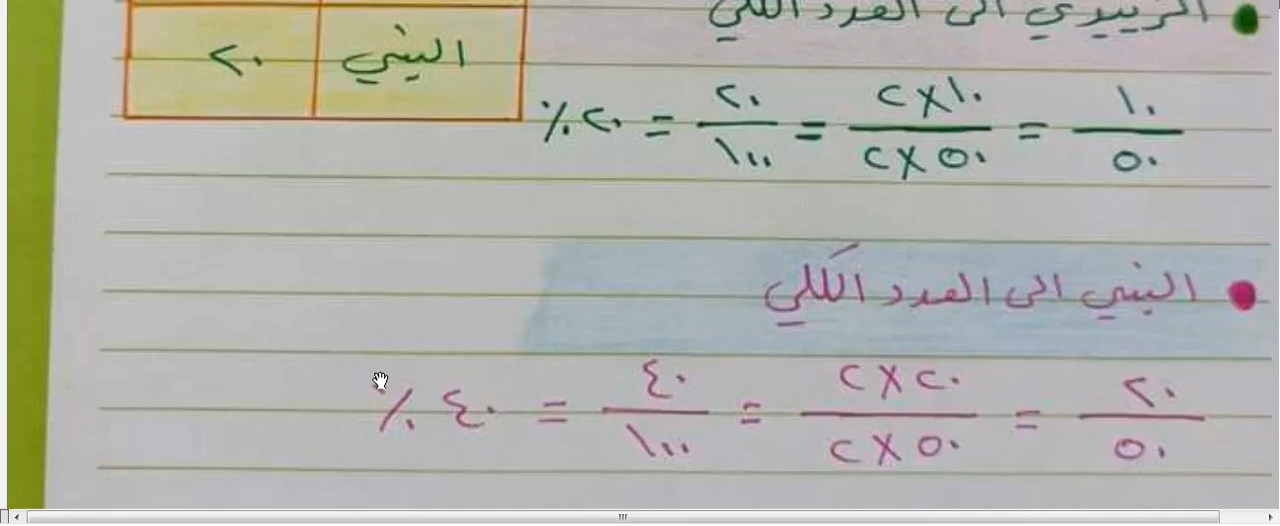 الزبيدي الى العدد الكلي
البني ٢٠
١٠/٥٠ = ١٠×٢/٥٠×٢ = ٢٠/١٠٠ = ٢٠٪
البني الى العدد الكلي
٢٠/٥٠ = ٢٠×٢/٥٠×٢ = ٤٠/١٠٠ = ٤٠٪